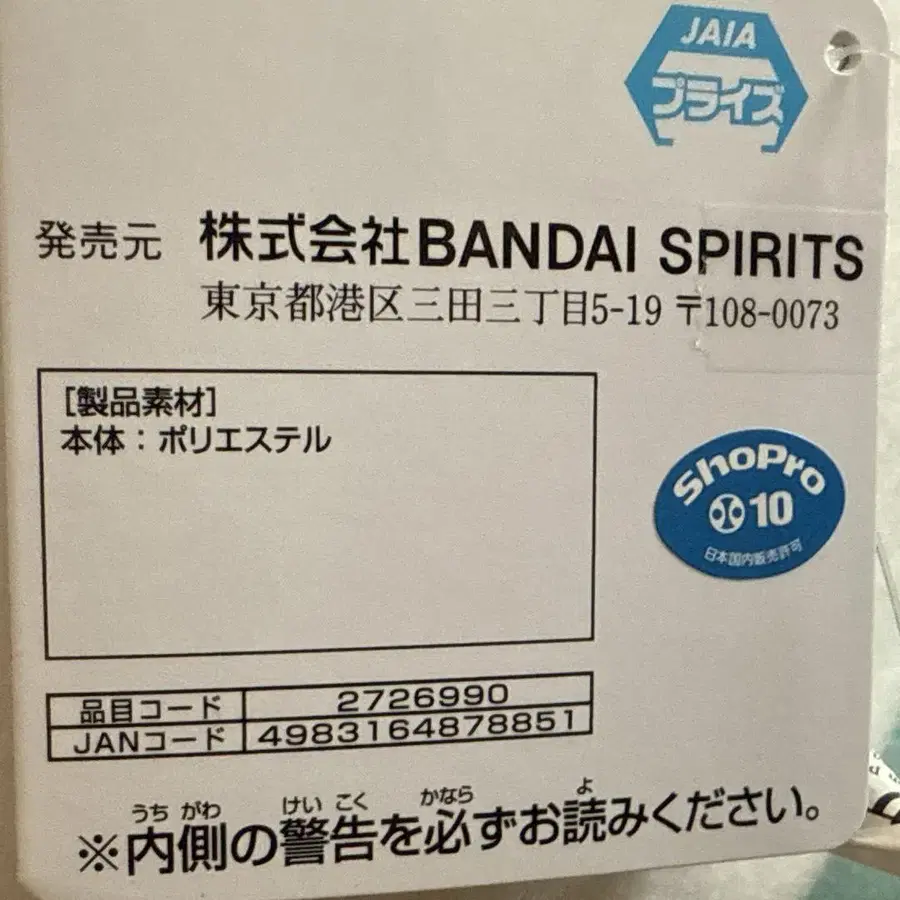 JAIA
プライズ
発売元 株式会社BANDAI SPIRITS
東京都港区三田三丁目5-19 〒108-0073
［製品素材］
本体：ポリエステル
ShoPro
10
日本国内販売許可
品目コード 2726990
JANコード 4983164878851
うち がわ けい こく かなら よ
※内側の警告を必ずお読みください。